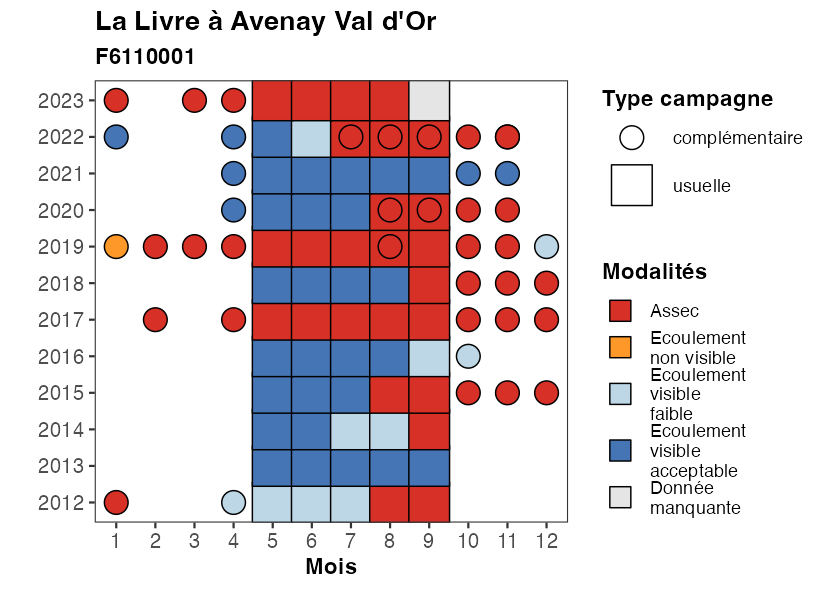 La Livre à Avenay Val d'Or
F6110001
2023
2022
2021
2020
2019
2018
2017
2016
2015
2014
2013
2012
1 2 3 4 5 6 7 8 9 10 11 12
Mois
Type campagne
complémentaire
usuelle
Modalités
Assec
Ecoulement
non visible
Ecoulement
visible
faible
Ecoulement
visible
acceptable
Donnée
manquante